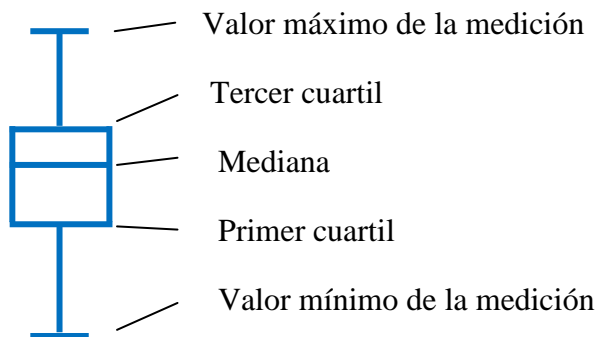 Valor máximo de la medición
Tercer cuartil
Mediana
Primer cuartil
Valor mínimo de la medición